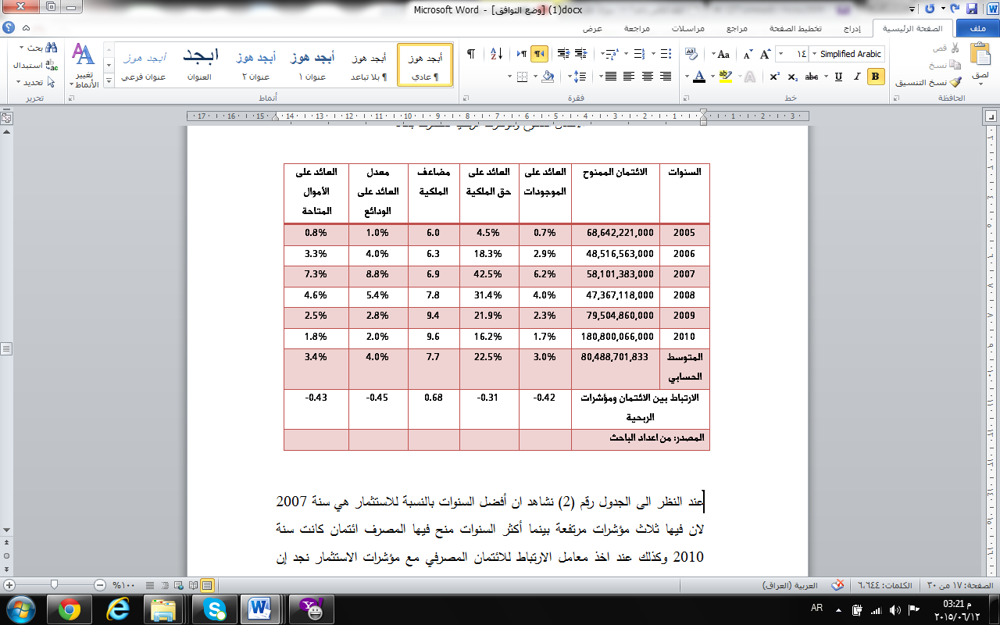 Microsoft Word - [وضع التوافق] (1)docx
ملف الصفحة الرئيسية إدراج تخطيط الصفحة مراجع مراسلات مراجعة عرض
لصق
قص
نسخ
نسخ التنسيق
الحافظة
Simplified Arabic ١٤
خط
فقرة
أبجد هوز أبجد هوز أبجد هوز أبجد هوز ابجد أبجد هوز
عادي بلا تباعد عنوان ١ عنوان ٢ العنوان عنوان فرعي
أنماط
تغيير الأنماط
بحث
استبدال
تحديد
تحرير
السنوات الائتمان الممنوح العائد على الموجودات العائد على حق الملكية مضاعف الملكية معدل العائد على الودائع العائد على الأموال المتاحة
2005 68,642,221,000 0.7% 4.5% 6.0 1.0% 0.8%
2006 48,516,563,000 2.9% 18.3% 6.3 4.0% 3.3%
2007 58,101,383,000 6.2% 42.5% 6.9 8.8% 7.3%
2008 47,367,118,000 4.0% 31.4% 7.8 5.4% 4.6%
2009 79,504,860,000 2.3% 21.9% 9.4 2.8% 2.5%
2010 180,800,066,000 1.7% 16.2% 9.6 2.0% 1.8%
المتوسط الحسابي 80,488,701,833 3.0% 22.5% 7.7 4.0% 3.4%
الارتباط بين الائتمان ومؤشرات الربحية -0.42 -0.31 0.68 -0.45 -0.43
المصدر: من اعداد الباحث
عند النظر الى الجدول رقم (2) نشاهد ان أفضل السنوات بالنسبة للاستثمار هي سنة 2007
لان فيها ثلاث مؤشرات مرتفعة بينما أكثر السنوات منح فيها المصرف ائتمان كانت سنة
2010 وكذلك عند اخذ معامل الارتباط للائتمان المصرفي مع مؤشرات الاستثمار نجد إن
الصفحة: ١٧ من ٣٠ الكلمات: ٦،٦٤٤ العربية (العراق) ١٠٠%
AR
03:21 م
٢٠١٥/٠٦/١٢